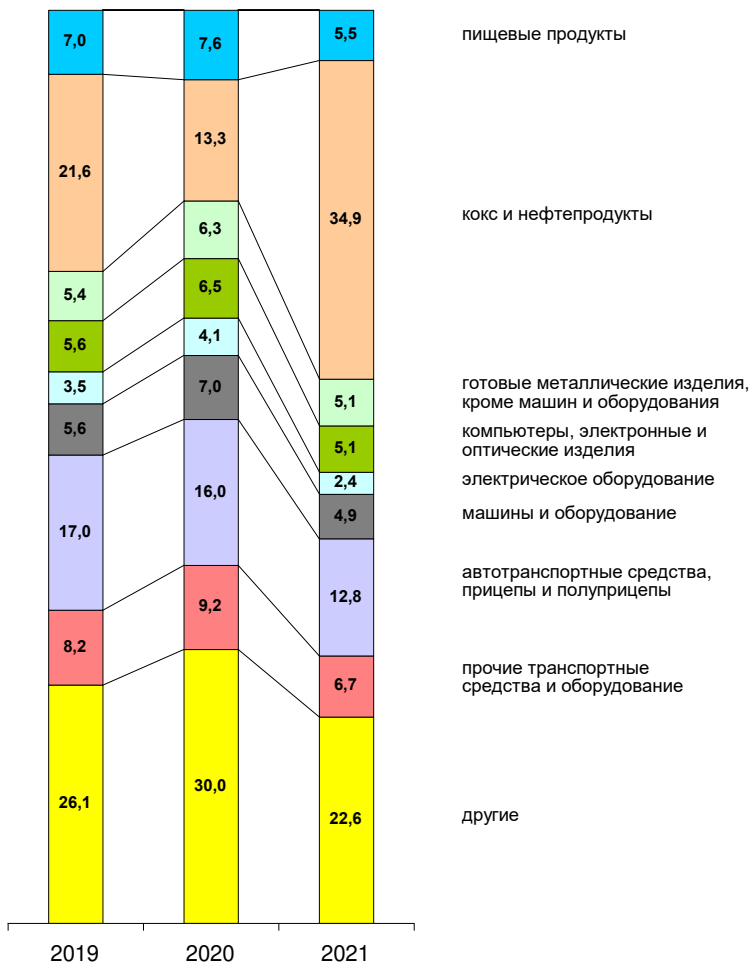 7,0
7,6
5,5
пищевые продукты
21,6
13,3
34,9
кокс и нефтепродукты
5,4
6,3
5,1
готовые металлические изделия,
кроме машин и оборудования
5,6
6,5
5,1
компьютеры, электронные и
оптические изделия
3,5
4,1
2,4
электрическое оборудование
5,6
7,0
4,9
машины и оборудование
17,0
16,0
12,8
автотранспортные средства,
прицепы и полуприцепы
8,2
9,2
6,7
прочие транспортные
средства и оборудование
26,1
30,0
22,6
другие
2019
2020
2021